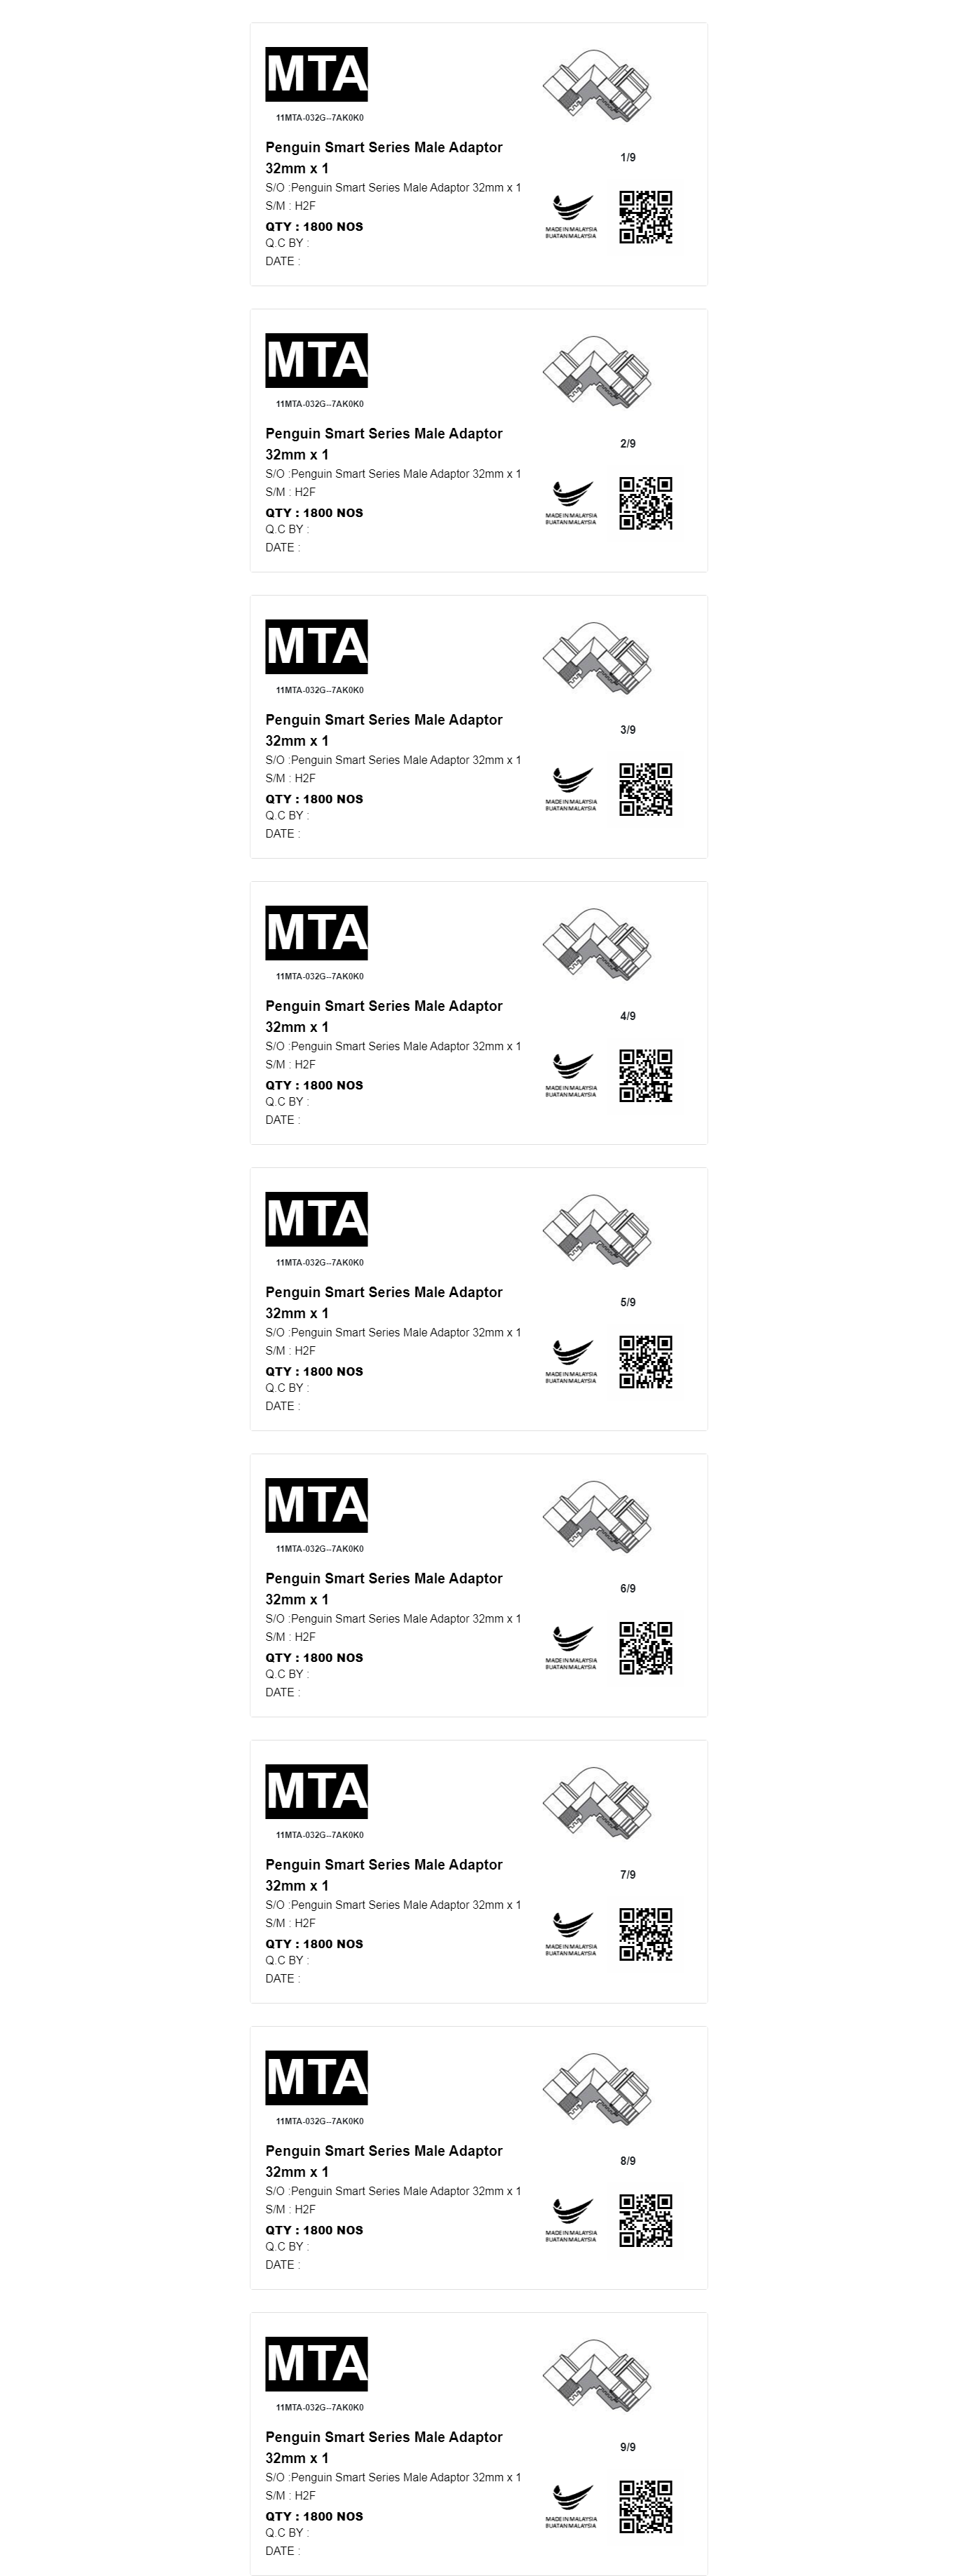 MTA
11MTA-032G--7AK0K0
Penguin Smart Series Male Adaptor
32mm x 1
S/O :Penguin Smart Series Male Adaptor 32mm x 1
S/M : H2F
QTY : 1800 NOS
Q.C BY :
DATE :
1/9
MADE IN MALAYSIA
BUATAN MALAYSIA
MTA
11MTA-032G--7AK0K0
Penguin Smart Series Male Adaptor
32mm x 1
S/O :Penguin Smart Series Male Adaptor 32mm x 1
S/M : H2F
QTY : 1800 NOS
Q.C BY :
DATE :
2/9
MADE IN MALAYSIA
BUATAN MALAYSIA
MTA
11MTA-032G--7AK0K0
Penguin Smart Series Male Adaptor
32mm x 1
S/O :Penguin Smart Series Male Adaptor 32mm x 1
S/M : H2F
QTY : 1800 NOS
Q.C BY :
DATE :
3/9
MADE IN MALAYSIA
BUATAN MALAYSIA
MTA
11MTA-032G--7AK0K0
Penguin Smart Series Male Adaptor
32mm x 1
S/O :Penguin Smart Series Male Adaptor 32mm x 1
S/M : H2F
QTY : 1800 NOS
Q.C BY :
DATE :
4/9
MADE IN MALAYSIA
BUATAN MALAYSIA
MTA
11MTA-032G--7AK0K0
Penguin Smart Series Male Adaptor
32mm x 1
S/O :Penguin Smart Series Male Adaptor 32mm x 1
S/M : H2F
QTY : 1800 NOS
Q.C BY :
DATE :
5/9
MADE IN MALAYSIA
BUATAN MALAYSIA
MTA
11MTA-032G--7AK0K0
Penguin Smart Series Male Adaptor
32mm x 1
S/O :Penguin Smart Series Male Adaptor 32mm x 1
S/M : H2F
QTY : 1800 NOS
Q.C BY :
DATE :
6/9
MADE IN MALAYSIA
BUATAN MALAYSIA
MTA
11MTA-032G--7AK0K0
Penguin Smart Series Male Adaptor
32mm x 1
S/O :Penguin Smart Series Male Adaptor 32mm x 1
S/M : H2F
QTY : 1800 NOS
Q.C BY :
DATE :
7/9
MADE IN MALAYSIA
BUATAN MALAYSIA
MTA
11MTA-032G--7AK0K0
Penguin Smart Series Male Adaptor
32mm x 1
S/O :Penguin Smart Series Male Adaptor 32mm x 1
S/M : H2F
QTY : 1800 NOS
Q.C BY :
DATE :
8/9
MADE IN MALAYSIA
BUATAN MALAYSIA
MTA
11MTA-032G--7AK0K0
Penguin Smart Series Male Adaptor
32mm x 1
S/O :Penguin Smart Series Male Adaptor 32mm x 1
S/M : H2F
QTY : 1800 NOS
Q.C BY :
DATE :
9/9
MADE IN MALAYSIA
BUATAN MALAYSIA